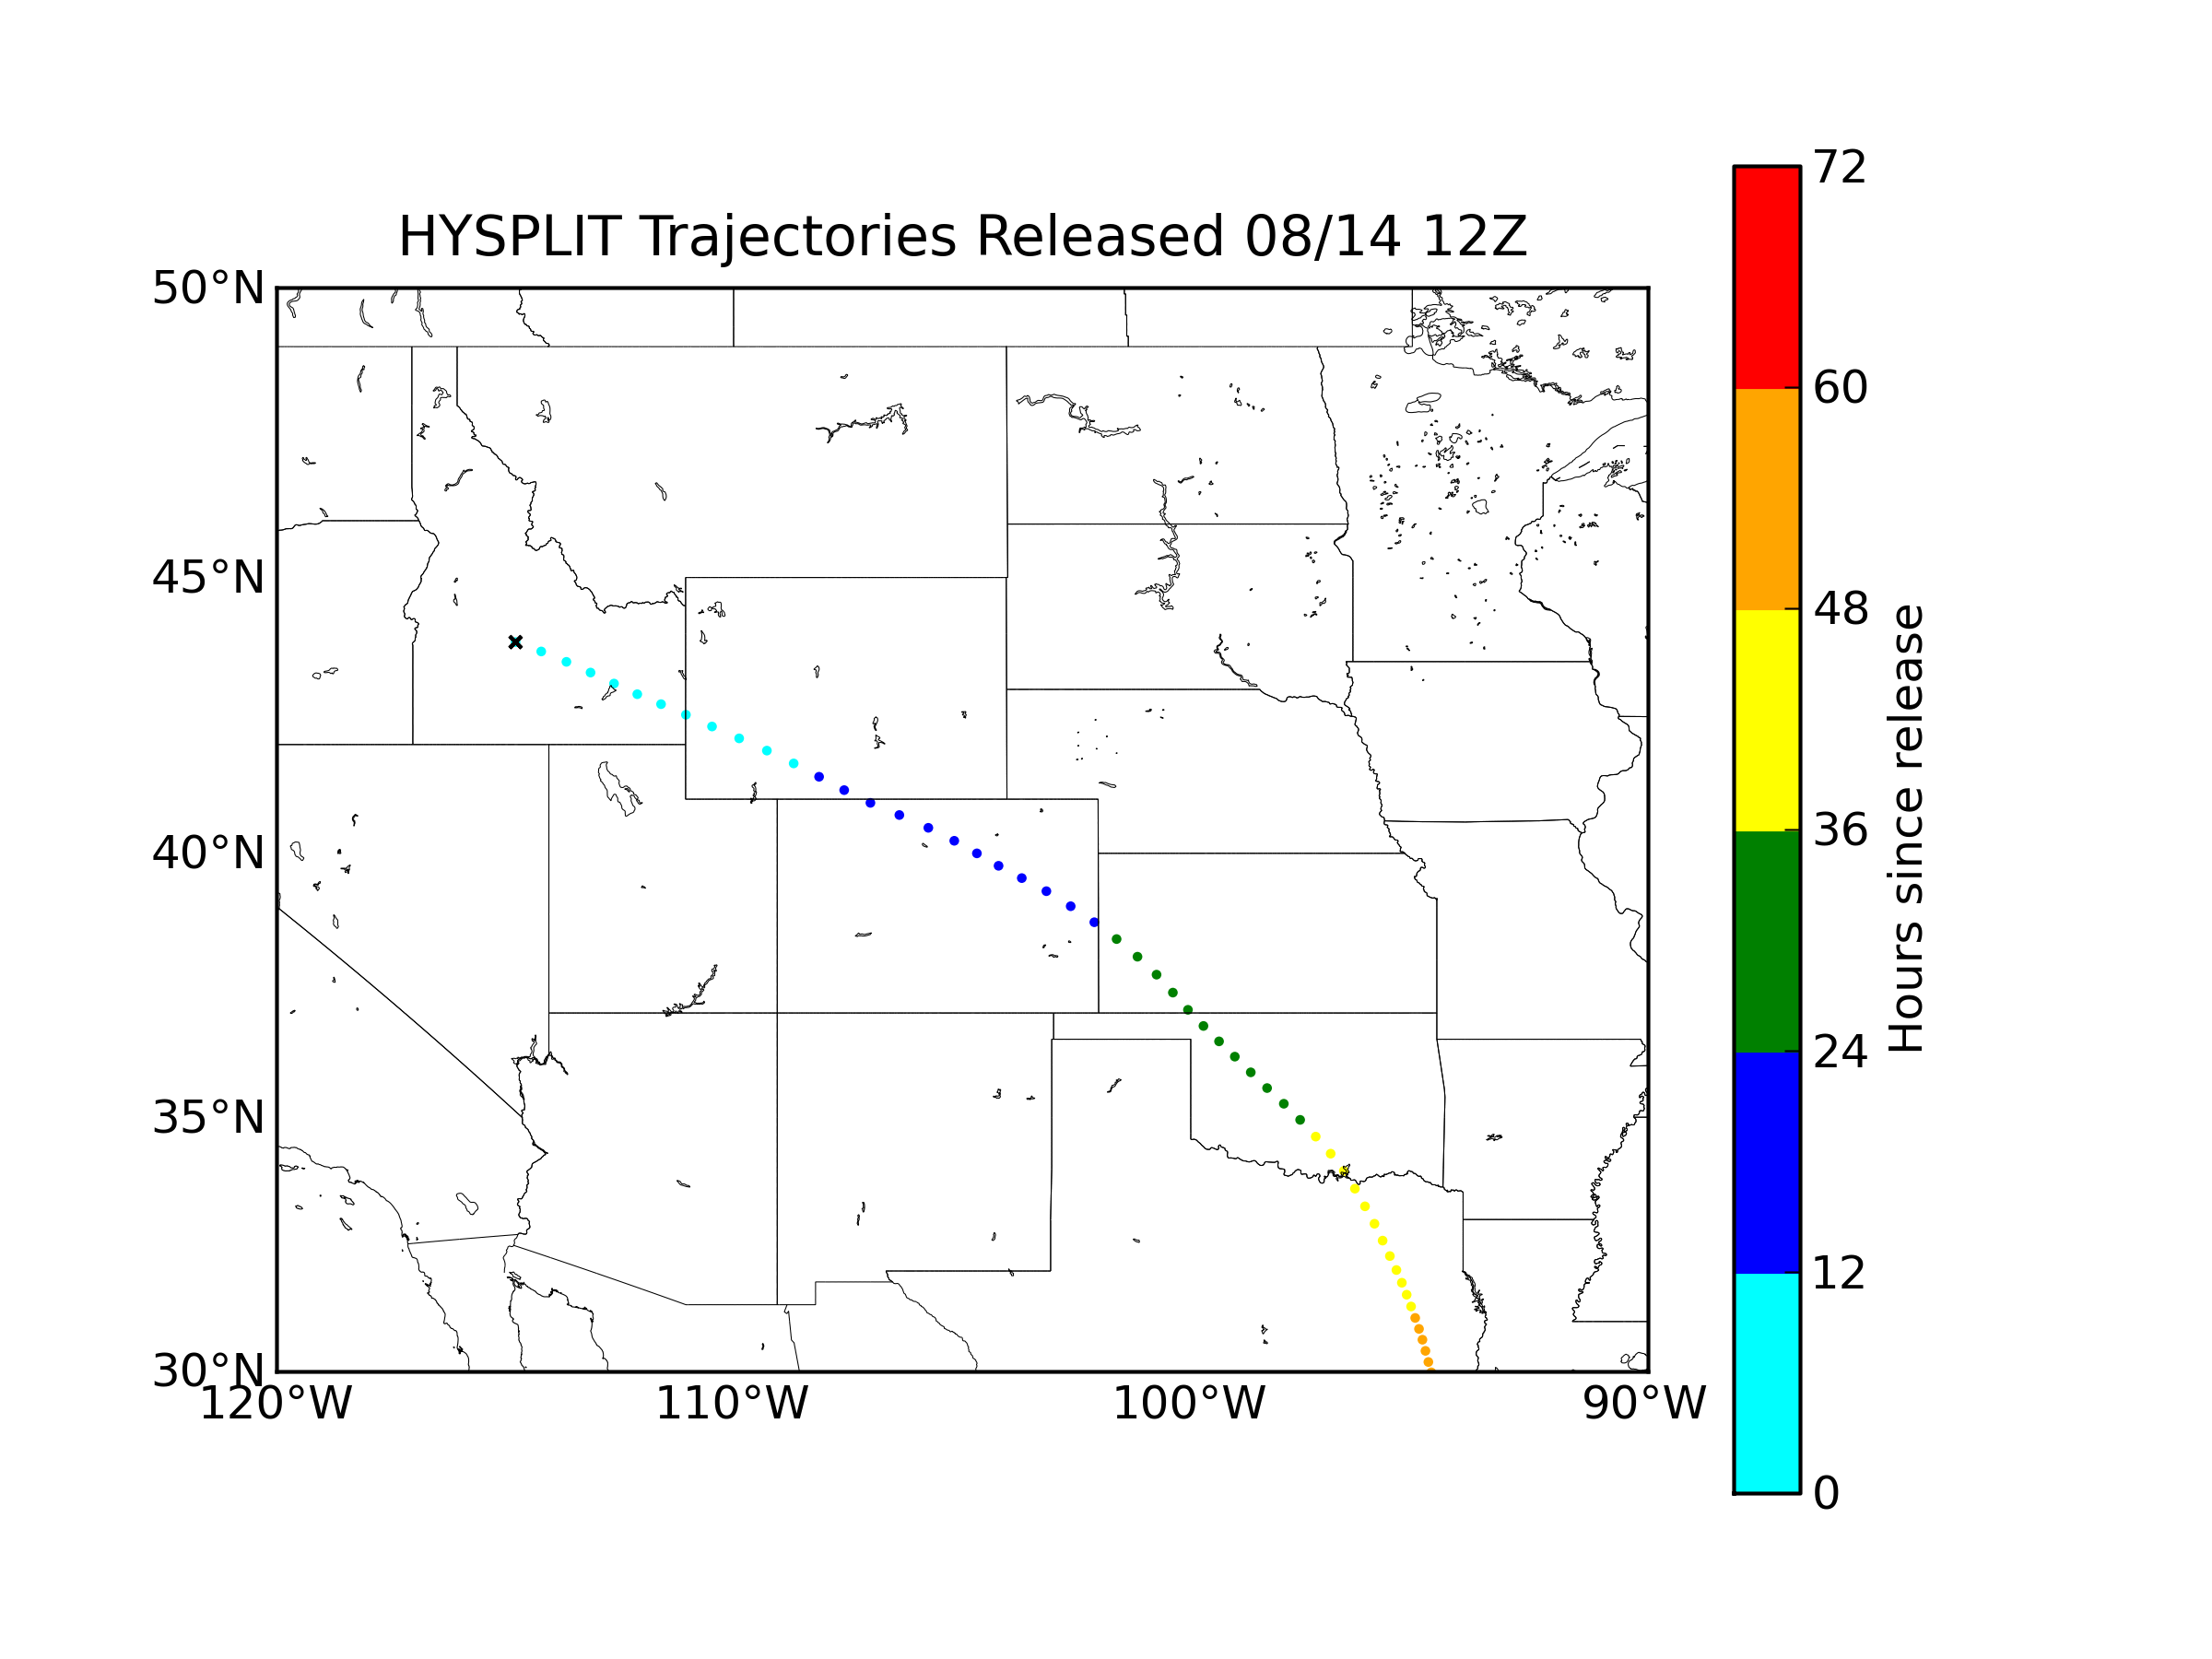 HYSPLIT Trajectories Released 08/14 12Z
50°N
45°N
40°N
35°N
30°N
120°W
110°W
100°W
90°W
72
60
48
36
24
12
0
Hours since release